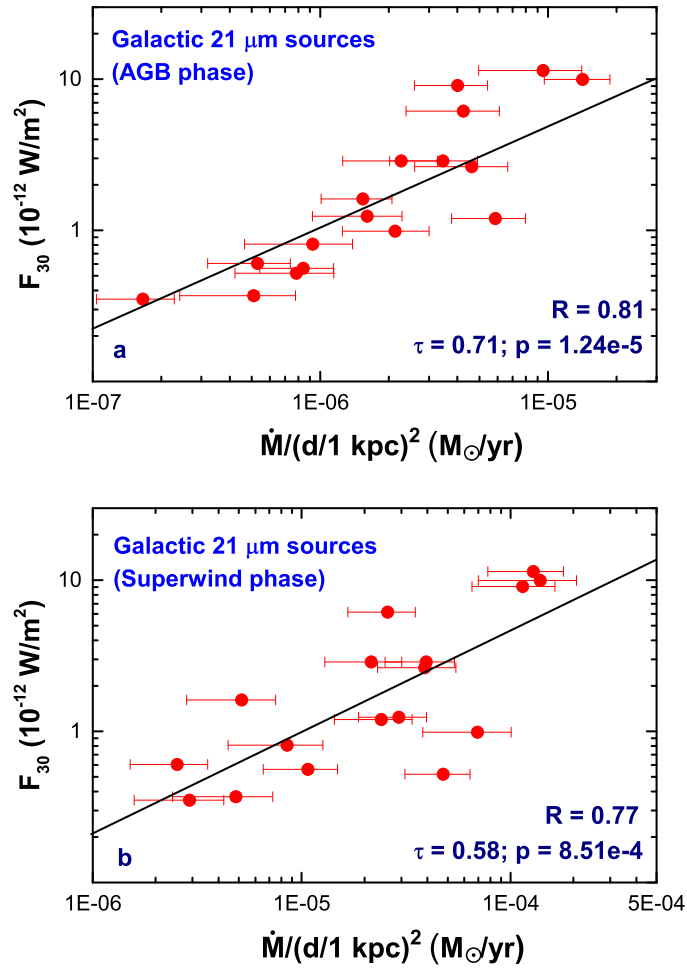 Galactic 21 μm sources
(AGB phase)
10
1
F30 (10-12 W/m2)
R = 0.81
τ = 0.71; p = 1.24e-5
a
1E-07 1E-06 1E-05
Ṁ/(d/1 kpc)2 (M⊙/yr)
Galactic 21 μm sources
(Superwind phase)
10
1
F30 (10-12 W/m2)
R = 0.77
τ = 0.58; p = 8.51e-4
b
1E-06 1E-05 1E-04 5E-04
Ṁ/(d/1 kpc)2 (M⊙/yr)